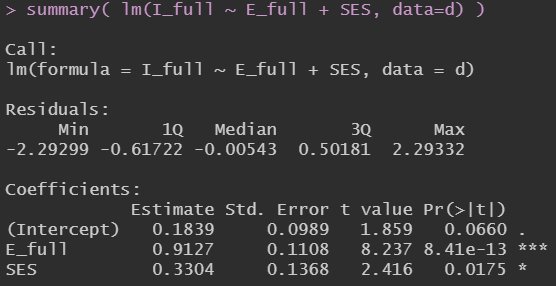 > summary( lm(I_full ~ E_full + SES, data=d) )
Call:
lm(formula = I_full ~ E_full + SES, data = d)
Residuals:
Min 1Q Median 3Q Max
-2.29299 -0.61722 -0.00543 0.50181 2.29332
Coefficients:
Estimate Std. Error t value Pr(>|t|)
(Intercept) 0.1839 0.0989 1.859 0.0660 .
E_full 0.9127 0.1108 8.237 8.41e-13 ***
SES 0.3304 0.1368 2.416 0.0175 *